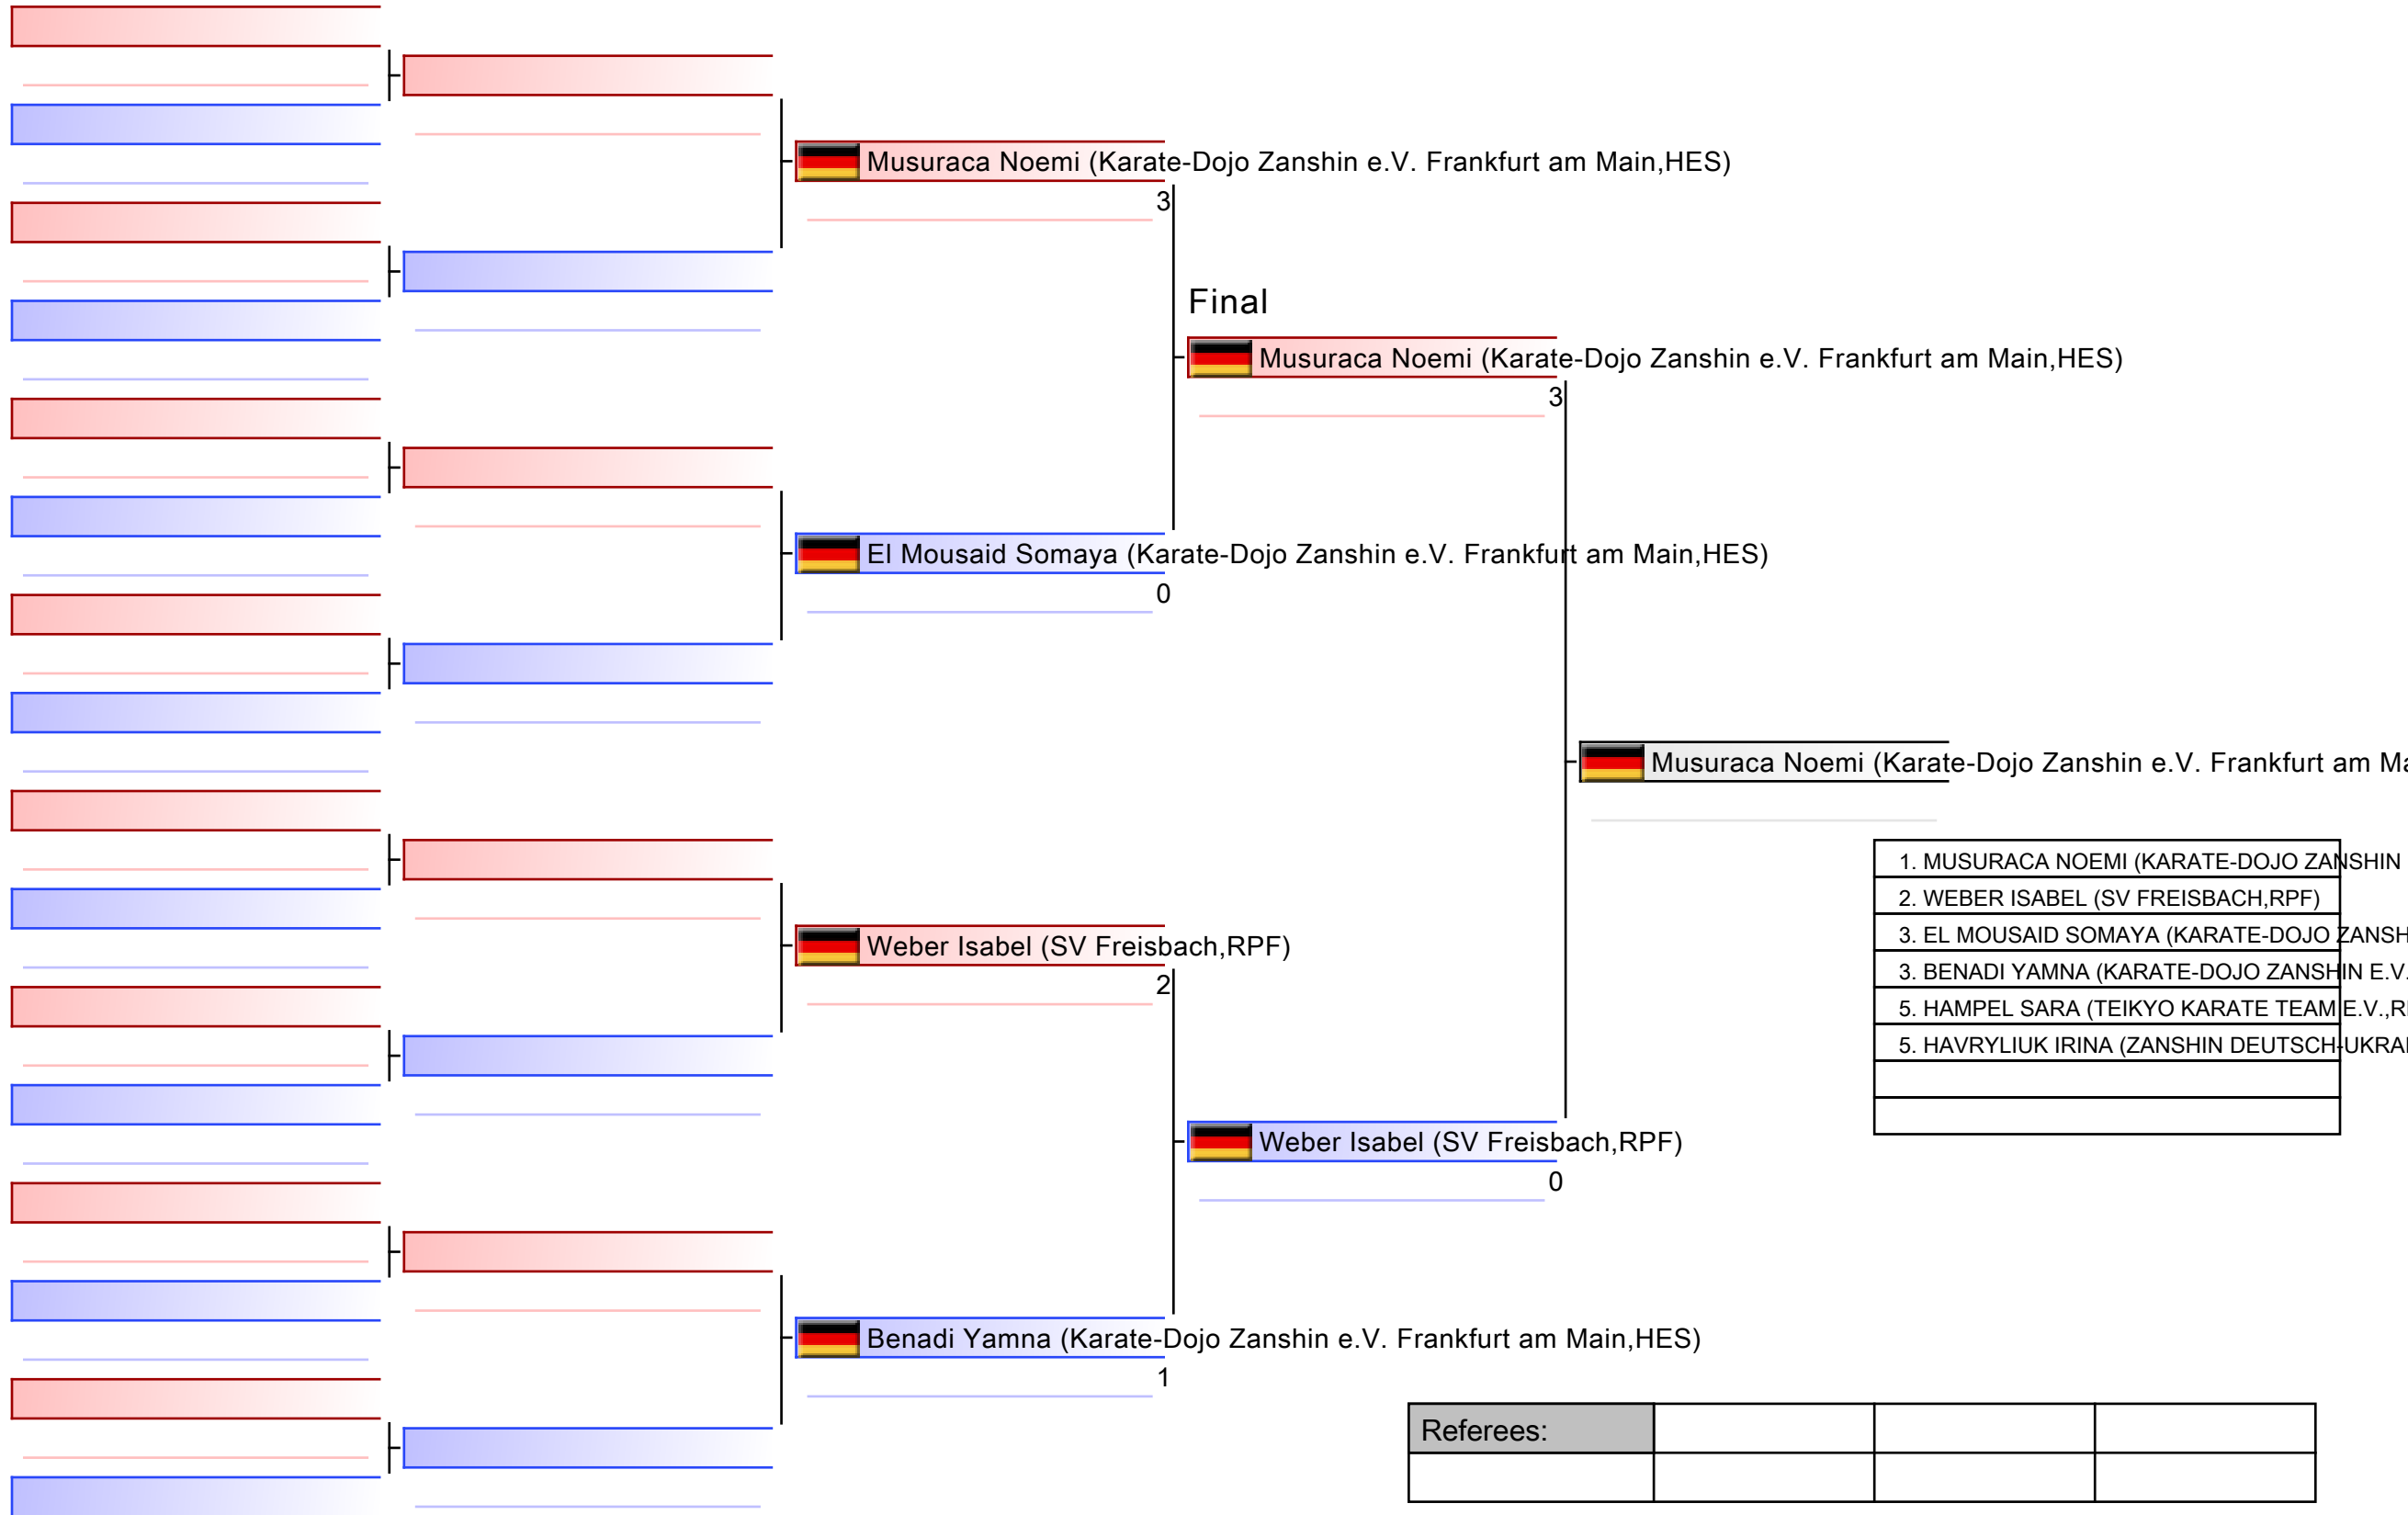 Musuraca Noemi (Karate-Dojo Zanshin e.V. Frankfurt am Main,HES)
3
Final
Musuraca Noemi (Karate-Dojo Zanshin e.V. Frankfurt am Main,HES)
3
El Mousaid Somaya (Karate-Dojo Zanshin e.V. Frankfurt am Main,HES)
0
Musuraca Noemi (Karate-Dojo Zanshin e.V. Frankfurt am
1. MUSURACA NOEMI (KARATE-DOJO ZANSHIN
2. WEBER ISABEL (SV FREISBACH,RPF)
3. EL MOUSAID SOMAYA (KARATE-DOJO
3. BENADI YAMNA (KARATE-DOJO ZANSHIN E.V.
5. HAMPEL SARA (TEIKYO KARATE TEAM E.V.,
5. HAVRYLIUK IRINA (ZANSHIN
Weber Isabel (SV Freisbach,RPF)
2
Weber Isabel (SV Freisbach,RPF)
0
Benadi Yamna (Karate-Dojo Zanshin e.V. Frankfurt am Main,HES)
1
Referees: